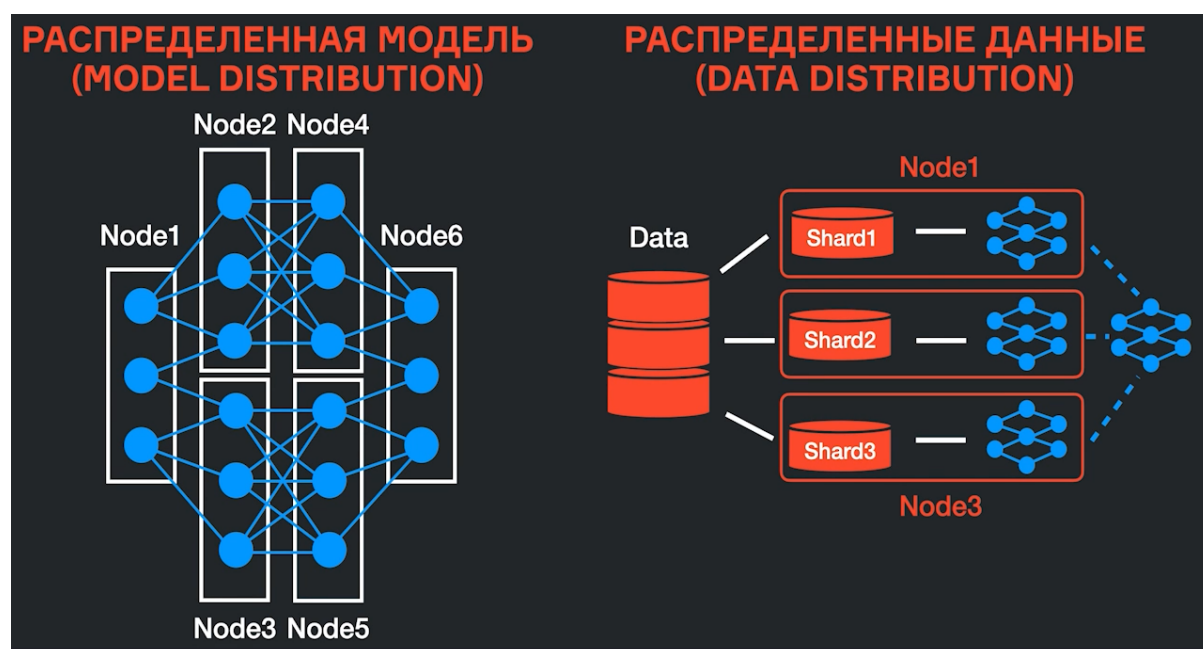 РАСПРЕДЕЛЕННАЯ МОДЕЛЬ
(MODEL DISTRIBUTION)
Node2 Node4
Node1
Node6
Node3 Node5
РАСПРЕДЕЛЕННЫЕ ДАННЫЕ
(DATA DISTRIBUTION)
Node1
Data
Shard1
Shard2
Shard3
Node3